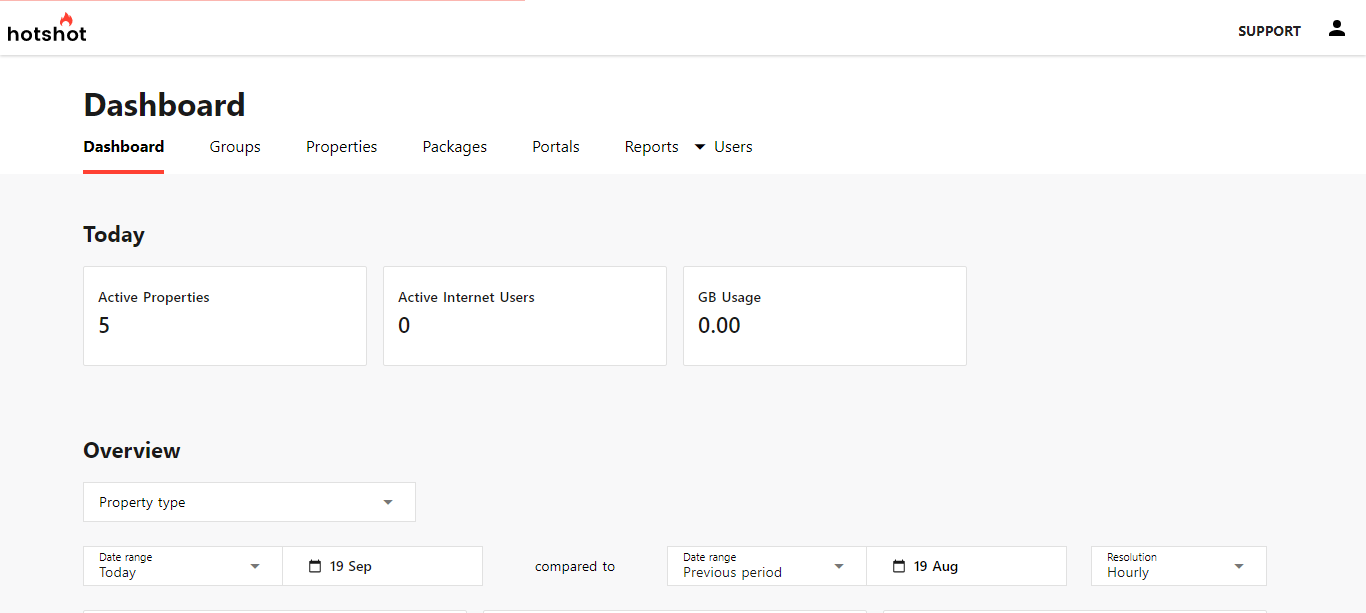 hotshot
SUPPORT
Dashboard
Dashboard Groups Properties Packages Portals Reports Users
Today
Active Properties
5
Active Internet Users
0
GB Usage
0.00
Overview
Property type
Date range
Today
19 Sep
compared to
Date range
Previous period
19 Aug
Resolution
Hourly